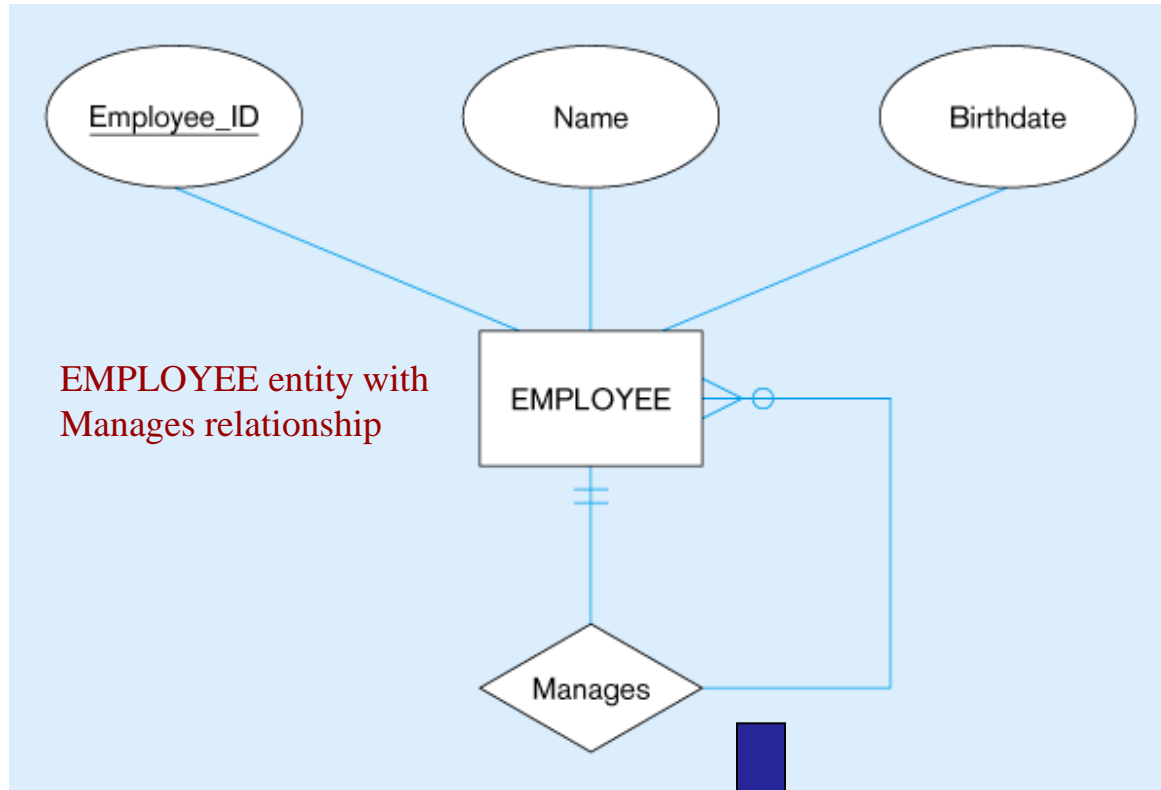 Employee_ID
Name
Birthdate
EMPLOYEE entity with
Manages relationship
EMPLOYEE
Manages